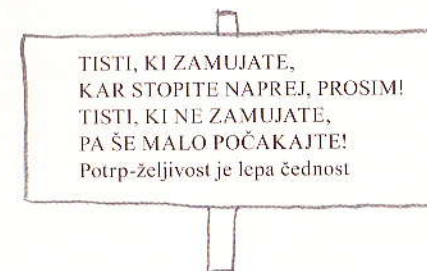 TISTI, KI ZAMUJATE,
KAR STOPITE NAPREJ, PROSIM!
TISTI, KI NE ZAMUJATE,
PA ŠE MALO POČAKAJTE!
Potrp-želјivost je lepa čednost